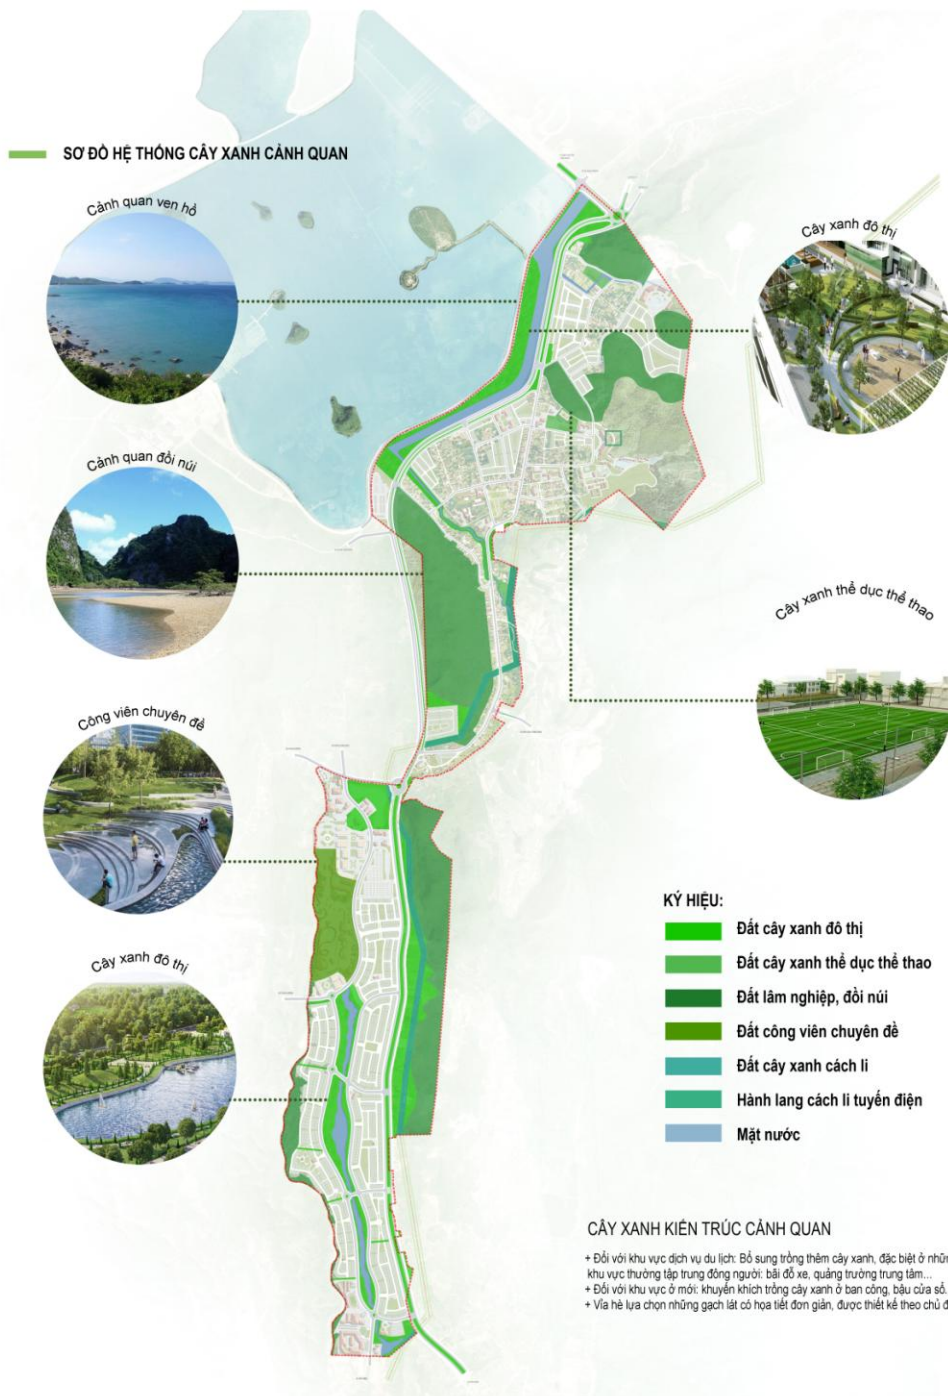 SƠ ĐỒ HỆ THỐNG CÂY XANH CẢNH QUAN
Cảnh quan ven hồ
Cây xanh đô thị
Cảnh quan đồi núi
Cây xanh thể dục thể thao
Công viên chuyên đề
Cây xanh đô thị
KÝ HIỆU:
Đất cây xanh đô thị
Đất cây xanh thể dục thể thao
Đất lâm nghiệp, đồi núi
Đất công viên chuyên đề
Đất cây xanh cách li
Hành lang cách li tuyến điện
Mặt nước
CÂY XANH KIẾN TRÚC CẢNH QUAN
+ Đối với khu vực dịch vụ du lịch: Bổ sung trồng thêm cây xanh, đặc biệt ở nhữn
khu vực thường tập trung đông người: bãi đỗ xe, quảng trường trung tâm...
+ Đối với khu vực ở mới: khuyến khích trồng cây xanh ở ban công, bậu cửa sổ.
+ Vỉa hè lựa chọn những gạch lát có họa tiết đơn giản, được thiết kế theo chủ đ